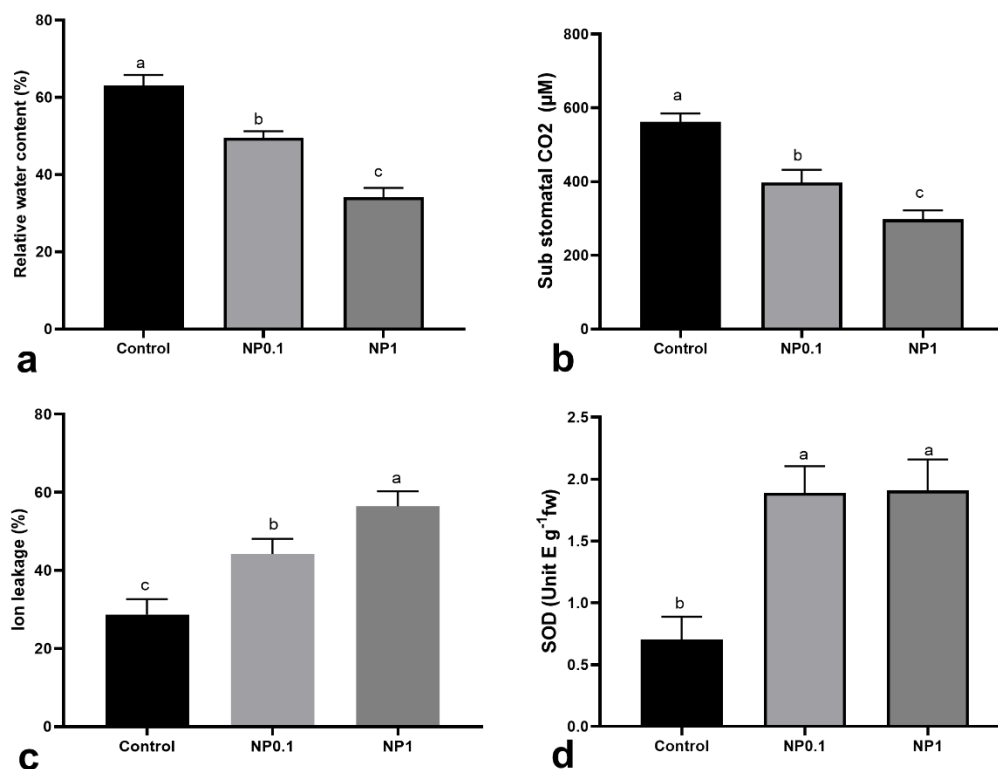 Relative water content (%)
80
60
40
20
0
a
b
c
Control
NP0.1
NP1
a
Sub stomatal CO2 (µM)
800
600
400
200
0
a
b
c
Control
NP0.1
NP1
b
Ion leakage (%)
80
60
40
20
0
c
b
a
Control
NP0.1
NP1
c
SOD (Unit E g⁻¹fw)
2.5
2.0
1.5
1.0
0.5
0.0
b
a
a
Control
NP0.1
NP1
d